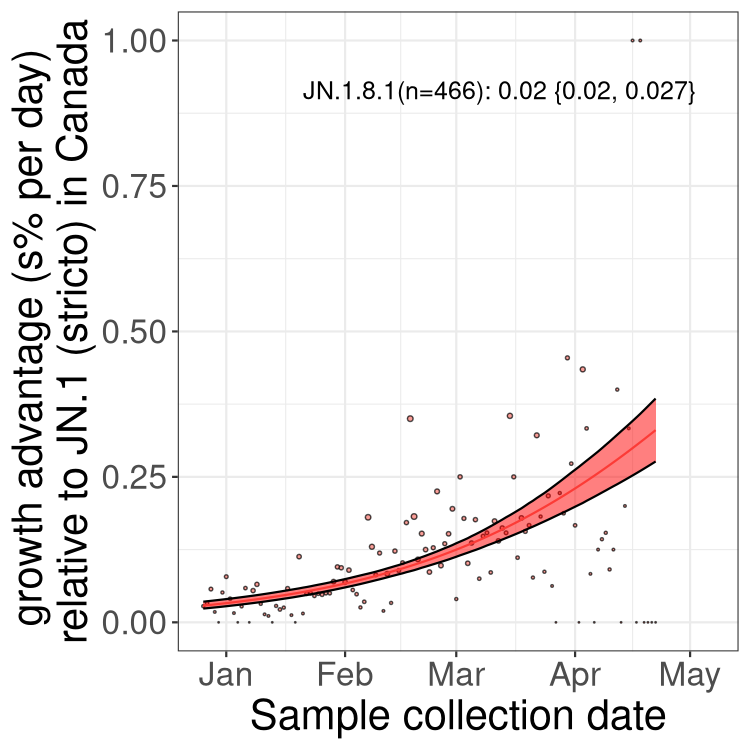 growth advantage (s% per day)
relative to JN.1 (stricto) in Canada
1.00
0.75
0.50
0.25
0.00
JN.1.8.1(n=466): 0.02 {0.02, 0.027}
Jan Feb Mar Apr May
Sample collection date